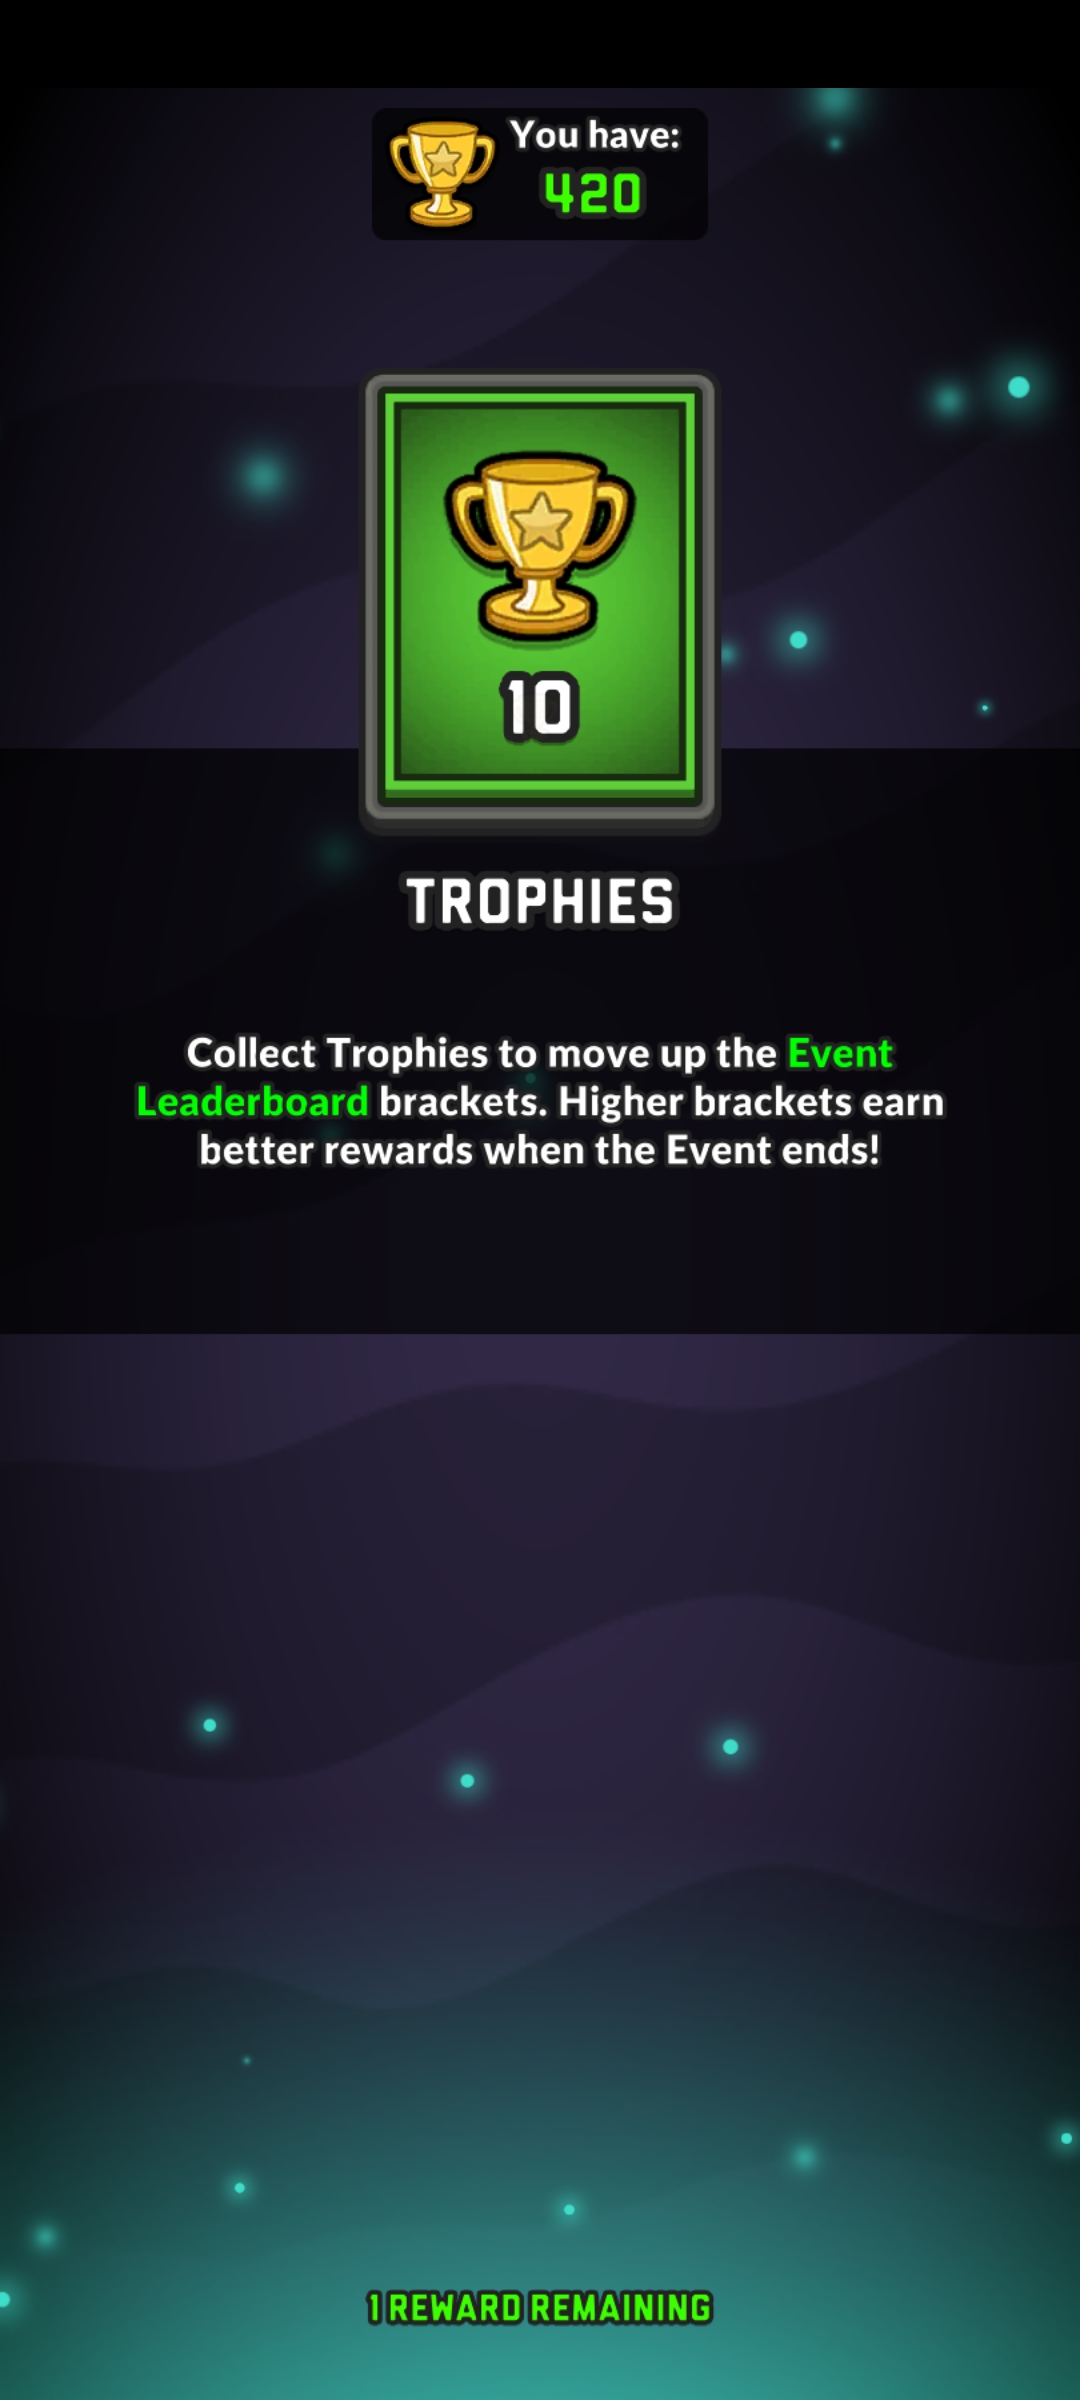 You have:
420
10
TROPHIES
Collect Trophies to move up the Event
Leaderboard brackets. Higher brackets earn
better rewards when the Event ends!
1 REWARD REMAINING